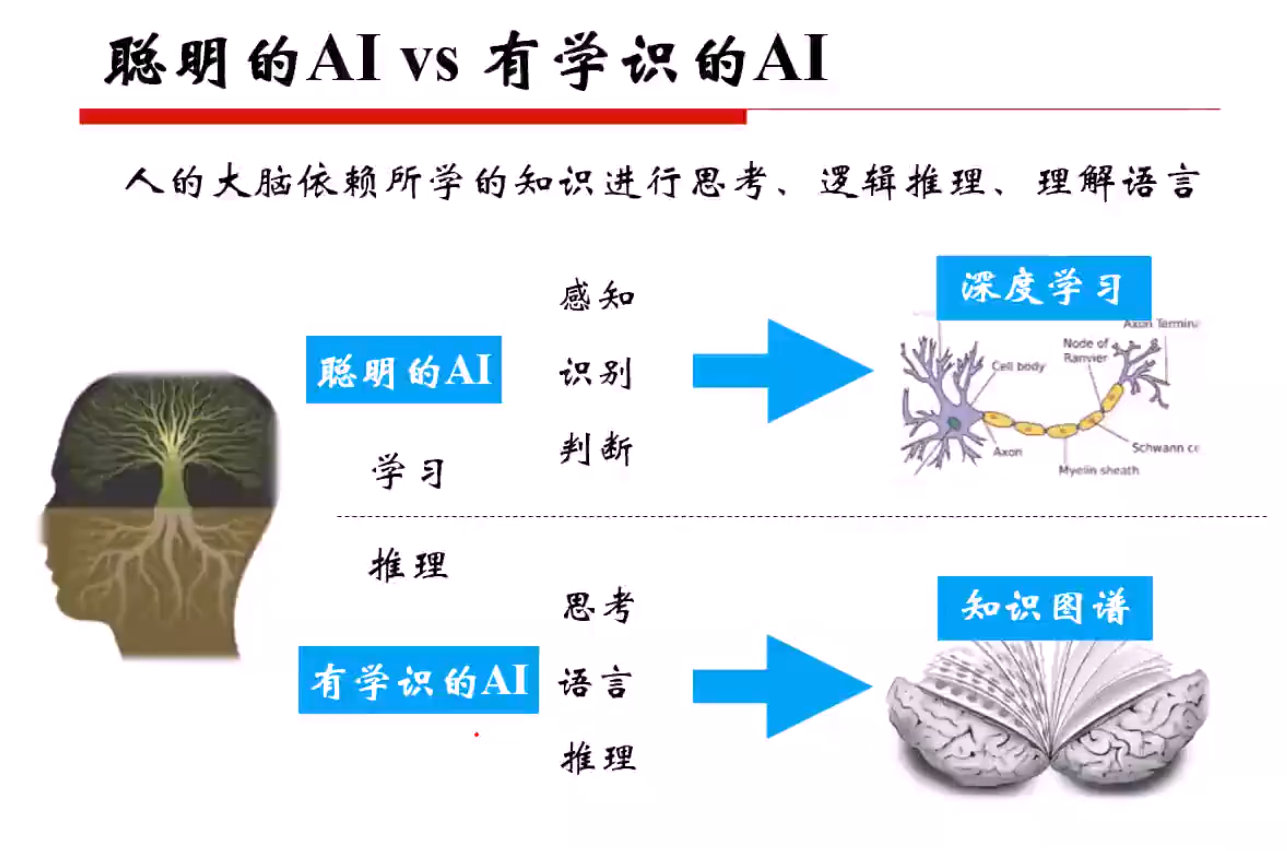 聪明的AI vs 有学识的AI
人的大脑依赖所学的知识进行思考、逻辑推理、理解语言
聪明的AI
学习
感知
识别
判断
深度学习
Axon Termina
Node of
Ranvier
Cell body
Axon
Schwann ce
Myelin sheath
推理
有学识的AI
思考
语言
推理
知识图谱